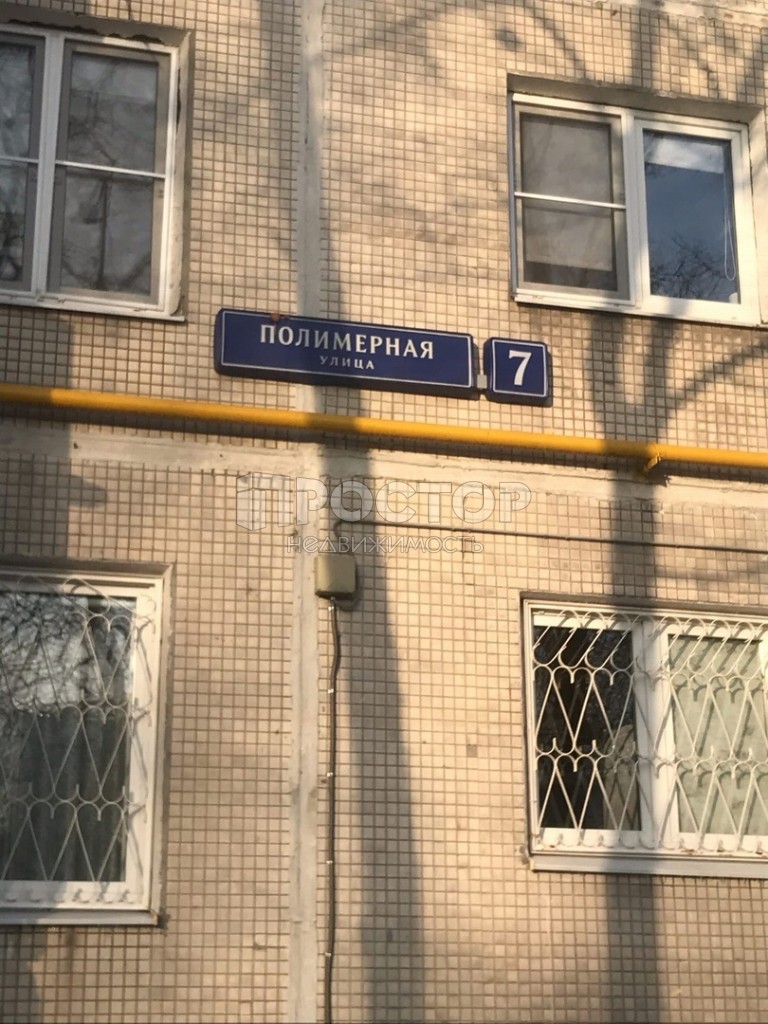 ПОЛИМЕРНАЯ
УЛИЦА
7
ПРОСТОР
недвижимость